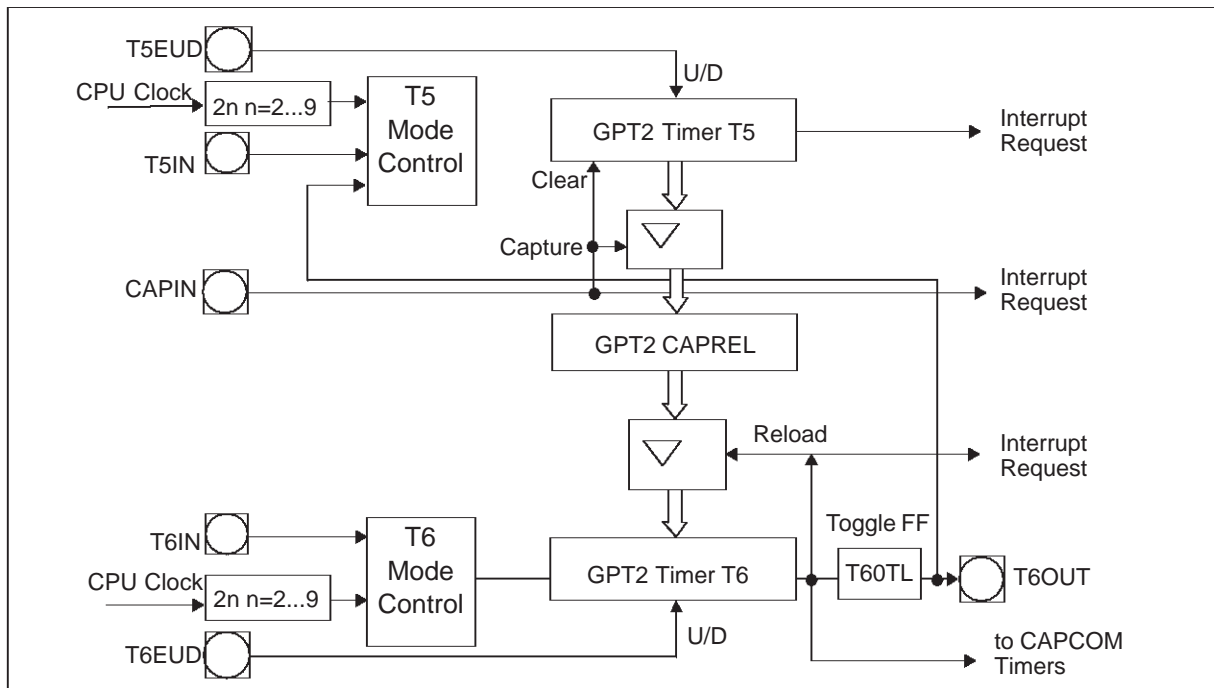 T5EUD
U/D
CPU Clock
2n n=2...9
T5
Mode
Control
GPT2 Timer T5
Interrupt
Request
T5IN
Clear
Capture
CAPIN
Interrupt
Request
GPT2 CAPREL
Reload
Interrupt
Request
T6IN
T6
Mode
Control
Toggle FF
GPT2 Timer T6
T60TL
T6OUT
CPU Clock
2n n=2...9
U/D
T6EUD
to CAPCOM
Timers